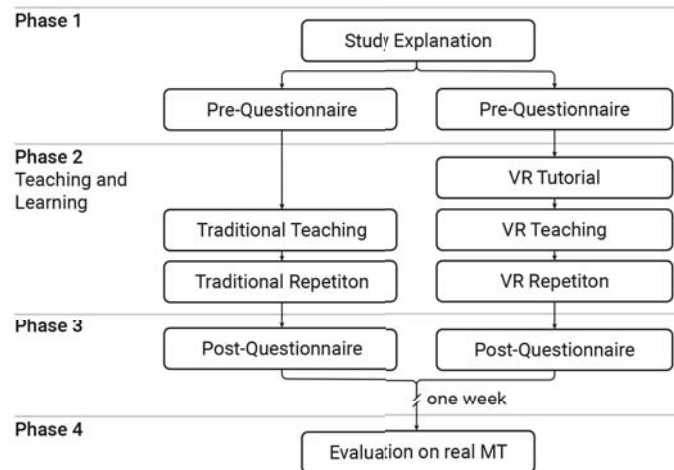 Phase 1
Study Explanation
Pre-Questionnaire
Pre-Questionnaire
Phase 2
Teaching and
Learning
VR Tutorial
Traditional Teaching
VR Teaching
Traditional Repetiton
VR Repetiton
Phase 3
Post-Questionnaire
Post-Questionnaire
one week
Phase 4
Evaluation on real MT